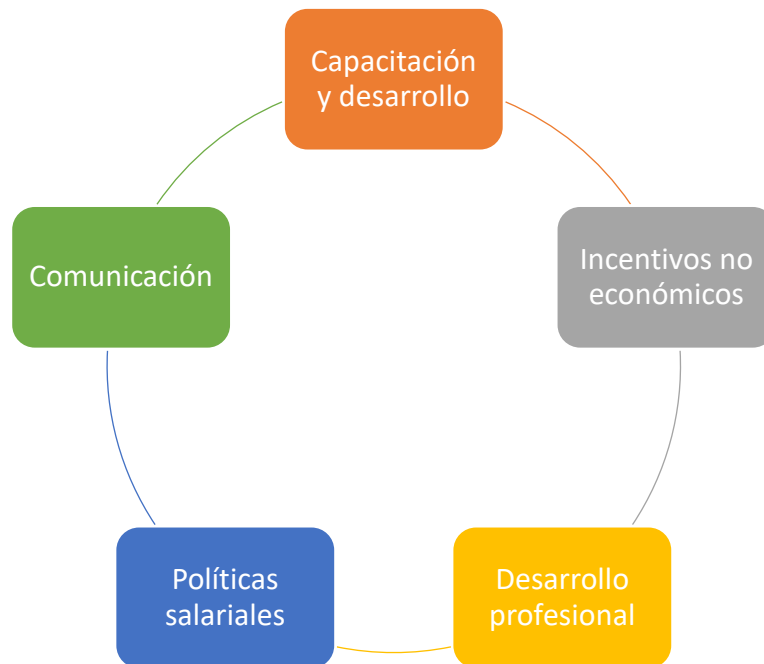 Capacitación
y desarrollo
Incentivos no
económicos
Desarrollo
profesional
Políticas
salariales
Comunicación